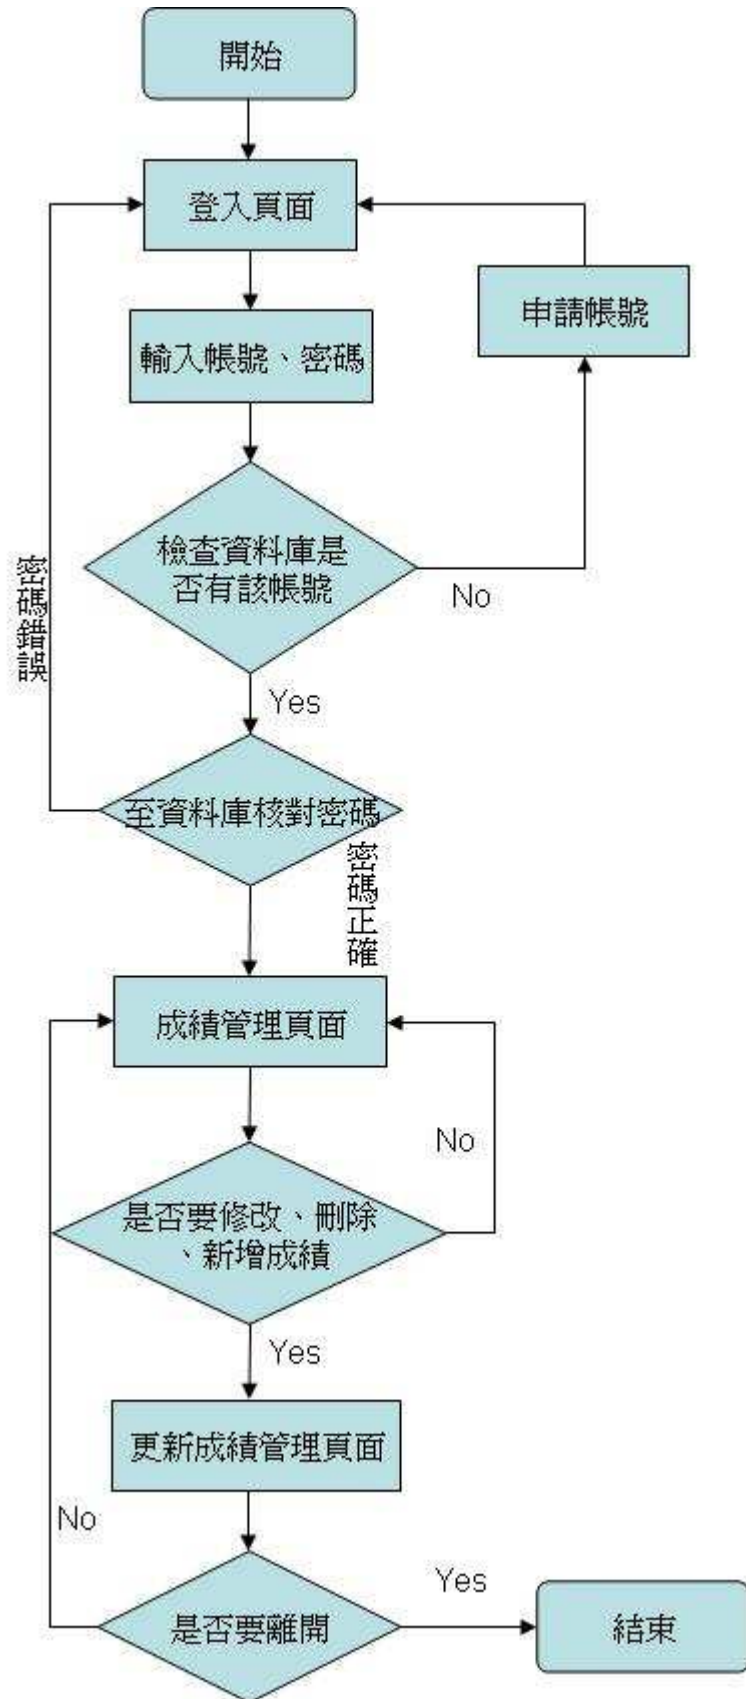 開始
登入頁面
申請帳號
輸入帳號、密碼
檢查資料庫是
否有該帳號
No
密碼錯誤
Yes
至資料庫核對密碼
密碼正確
成績管理頁面
No
是否要修改、刪除
、新增成績
Yes
更新成績管理頁面
No
是否要離開
Yes
結束